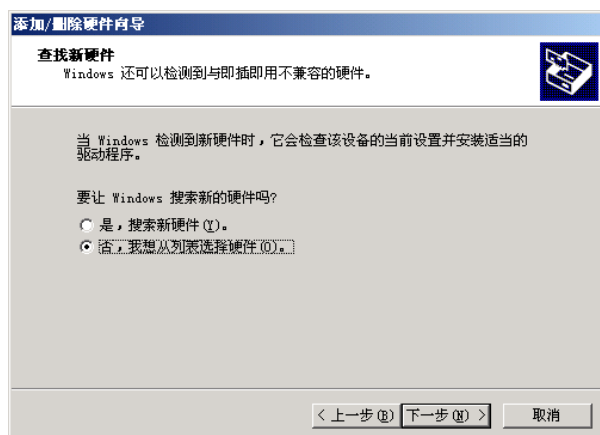 添加/删除硬件向导
查找新硬件
Windows 还可以检测到与即插即用不兼容的硬件。
当 Windows 检测到新硬件时，它会检查该设备的当前设置并安装适当的
驱动程序。
要让 Windows 搜索新的硬件吗?
是，搜索新硬件(Y)。
否，我想从列表选择硬件(O)。
< 上一步(B) 下一步(N) > 取消